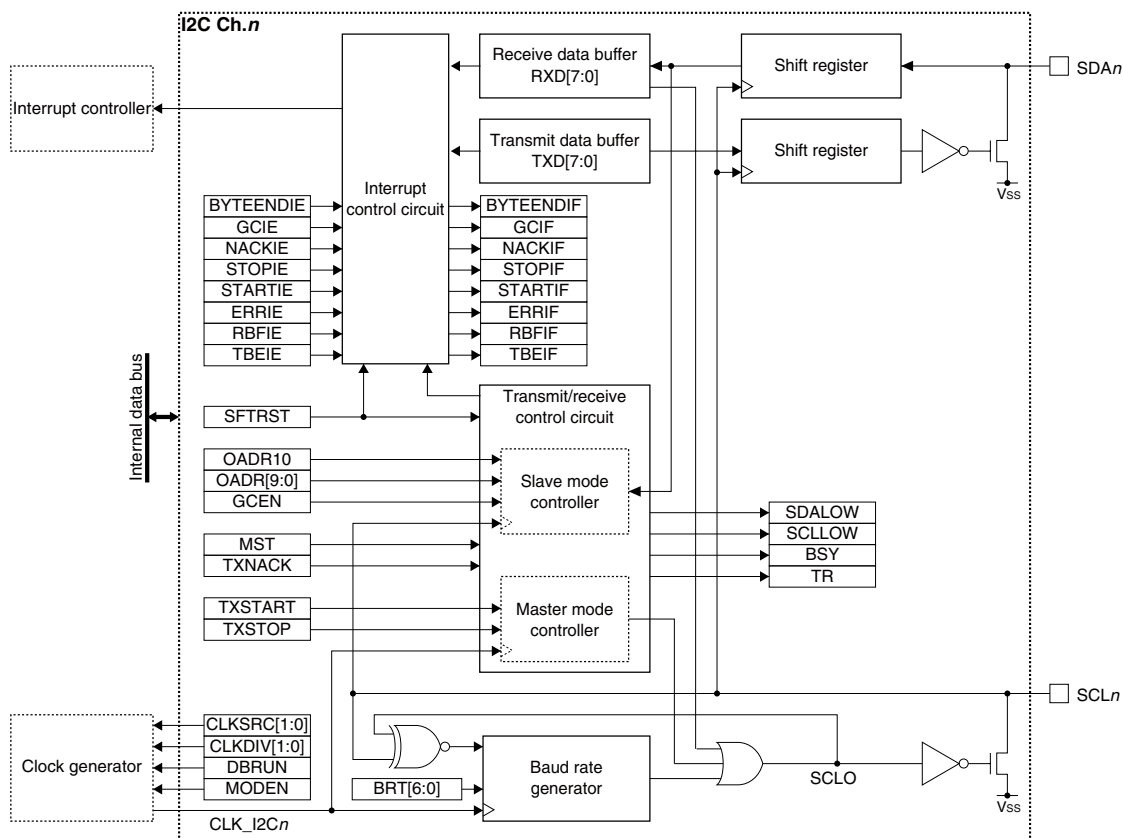 I2C Ch.n
Interrupt controller
Receive data buffer
RXD[7:0]
Shift register
SDAn
Transmit data buffer
TXD[7:0]
Shift register
VSS
Interrupt
control circuit
BYTEENDIE
GCIE
NACKIE
STOPIE
STARTIE
ERRIE
RBFIE
TBEIE
BYTEENDIF
GCIF
NACKIF
STOPIF
STARTIF
ERRIF
RBFIF
TBEIF
Internal data bus
SFTRST
Transmit/receive
control circuit
OADR10
OADR[9:0]
GCEN
Slave mode
controller
MST
TXNACK
SDALOW
SCLLOW
BSY
TR
TXSTART
TXSTOP
Master mode
controller
SCLn
Clock generator
CLKSRC[1:0]
CLKDIV[1:0]
DBRUN
MODEN
CLK_I2Cn
BRT[6:0]
Baud rate
generator
SCLO
VSS